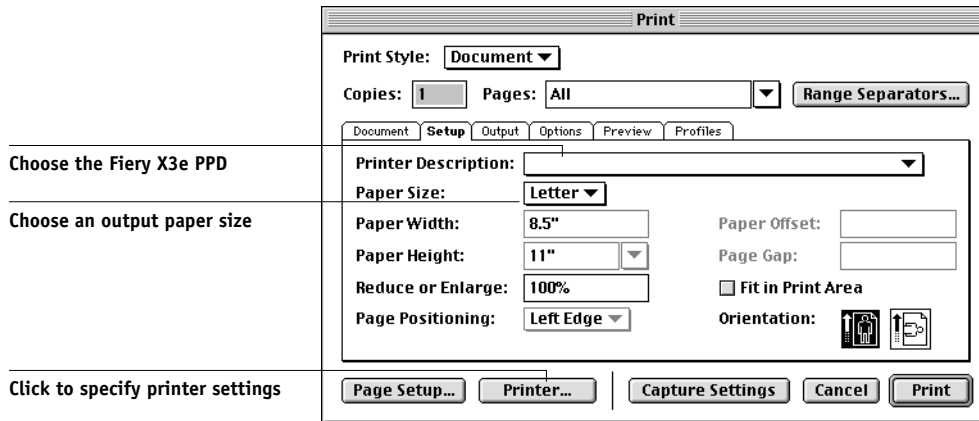 Print
Print Style: Document
Copies: 1 Pages: All Range Separators...
Document Setup Output Options Preview Profiles
Choose the Fiery X3e PPD
Printer Description:
Paper Size: Letter
Choose an output paper size
Paper Width: 8.5" Paper Offset:
Paper Height: 11" Page Gap:
Reduce or Enlarge: 100% Fit in Print Area
Page Positioning: Left Edge Orientation:
Click to specify printer settings
Page Setup... Printer... Capture Settings Cancel Print